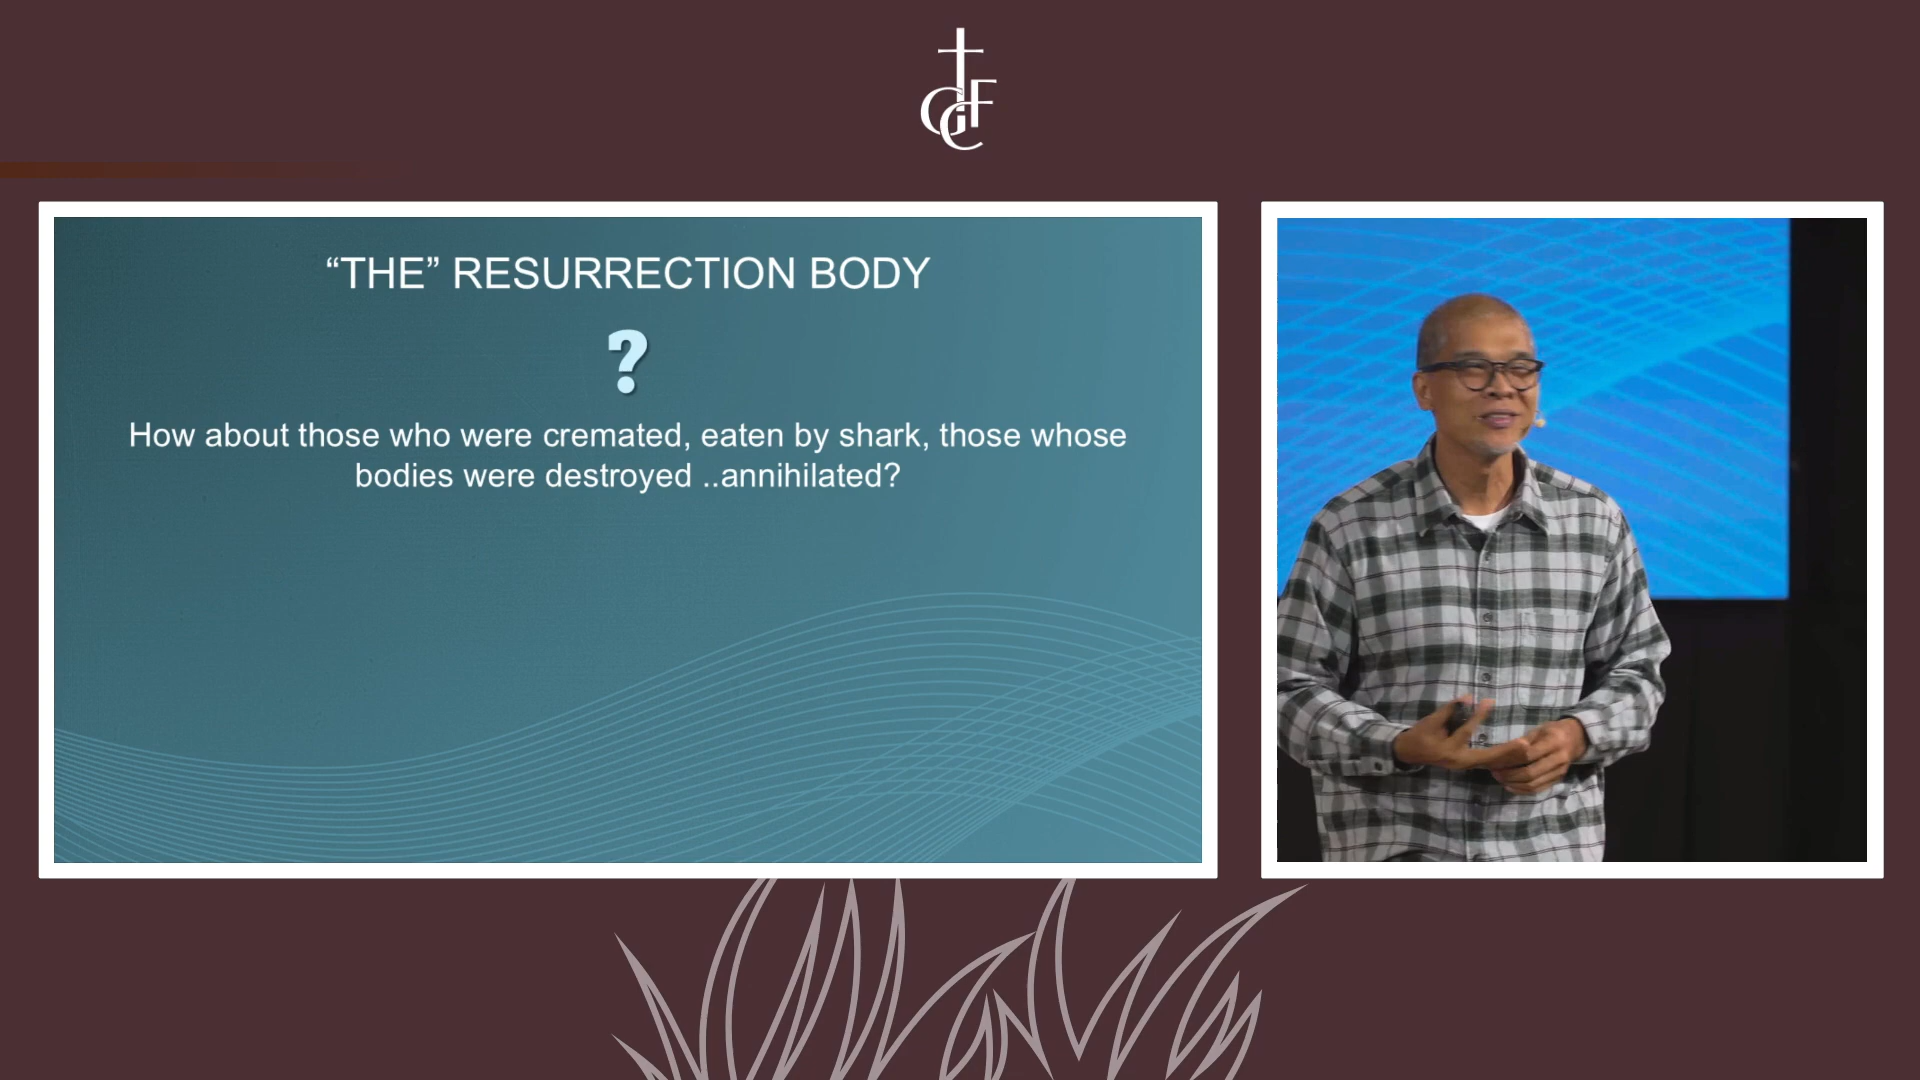 “THE” RESURRECTION BODY
?
How about those who were cremated, eaten by shark, those whose
bodies were destroyed ..annihilated?